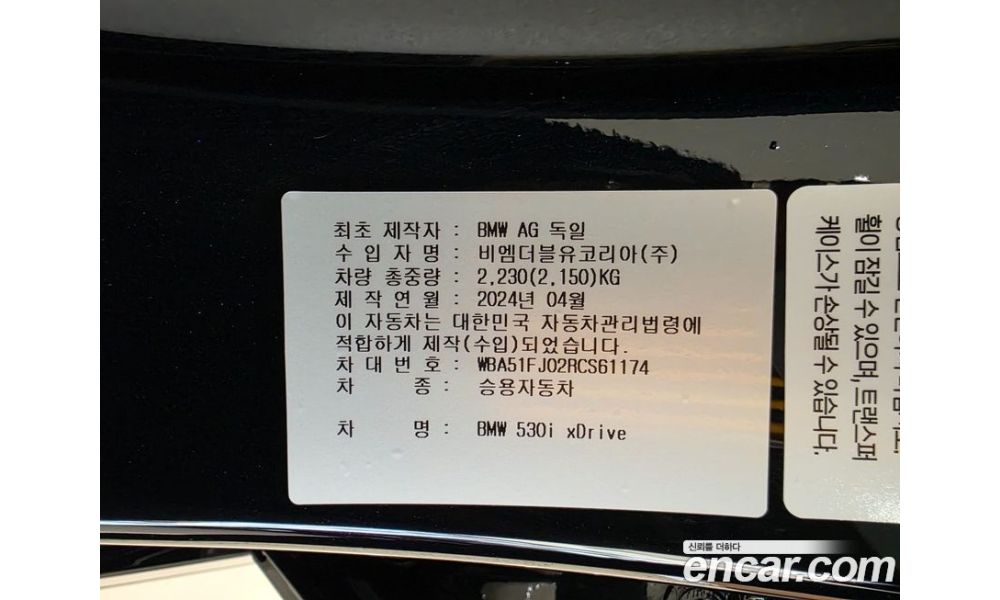 최초 제작자 : BMW AG 독일
수 입 자 명 : 비엠더블유코리아(주)
차량 총중량 : 2,230(2,150)KG
제 작 연 월 : 2024년 04월
이 자동차는 대한민국 자동차관리법령에
적합하게 제작(수입)되었습니다.
차 대 번 호 : WBA51FJ02RCS61174
차 종 : 승용자동차
차 명 : BMW 530i xDrive
휠이 잠길 수 있으며, 트랜스퍼
케이스가 손상될 수 있습니다.
신뢰를 더하다
encar.com